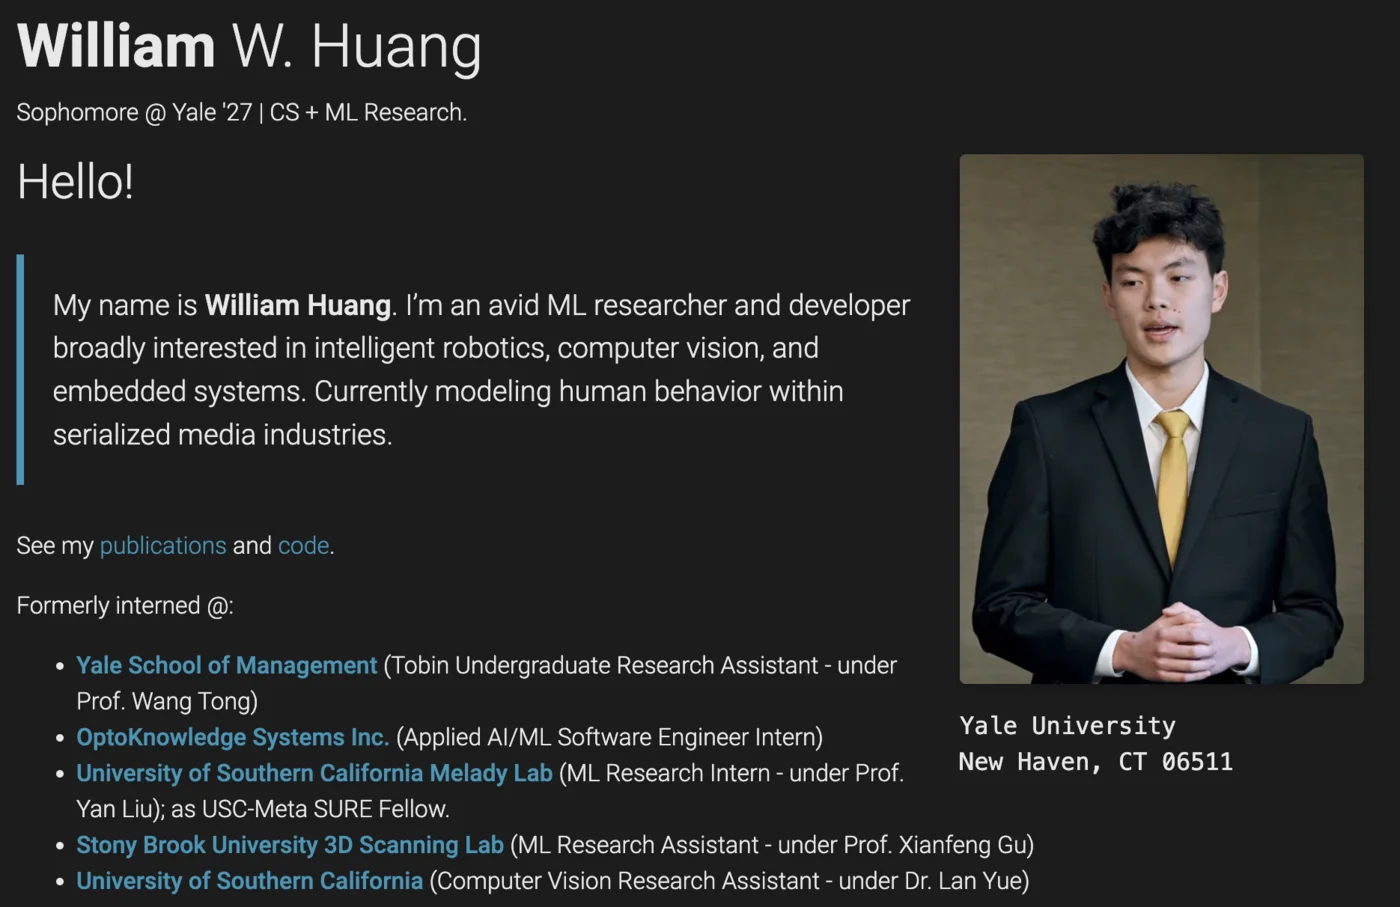 William W. Huang
Sophomore @ Yale '27 | CS + ML Research.
Hello!
My name is William Huang. I’m an avid ML researcher and developer
broadly interested in intelligent robotics, computer vision, and
embedded systems. Currently modeling human behavior within
serialized media industries.
See my publications and code.
Formerly interned @:
• Yale School of Management (Tobin Undergraduate Research Assistant - under
Prof. Wang Tong)
• OptoKnowledge Systems Inc. (Applied AI/ML Software Engineer Intern)
• University of Southern California Melady Lab (ML Research Intern - under Prof.
Yan Liu); as USC-Meta SURE Fellow.
• Stony Brook University 3D Scanning Lab (ML Research Assistant - under Prof. Xianfeng Gu)
• University of Southern California (Computer Vision Research Assistant - under Dr. Lan Yue)
Yale University
New Haven, CT 06511